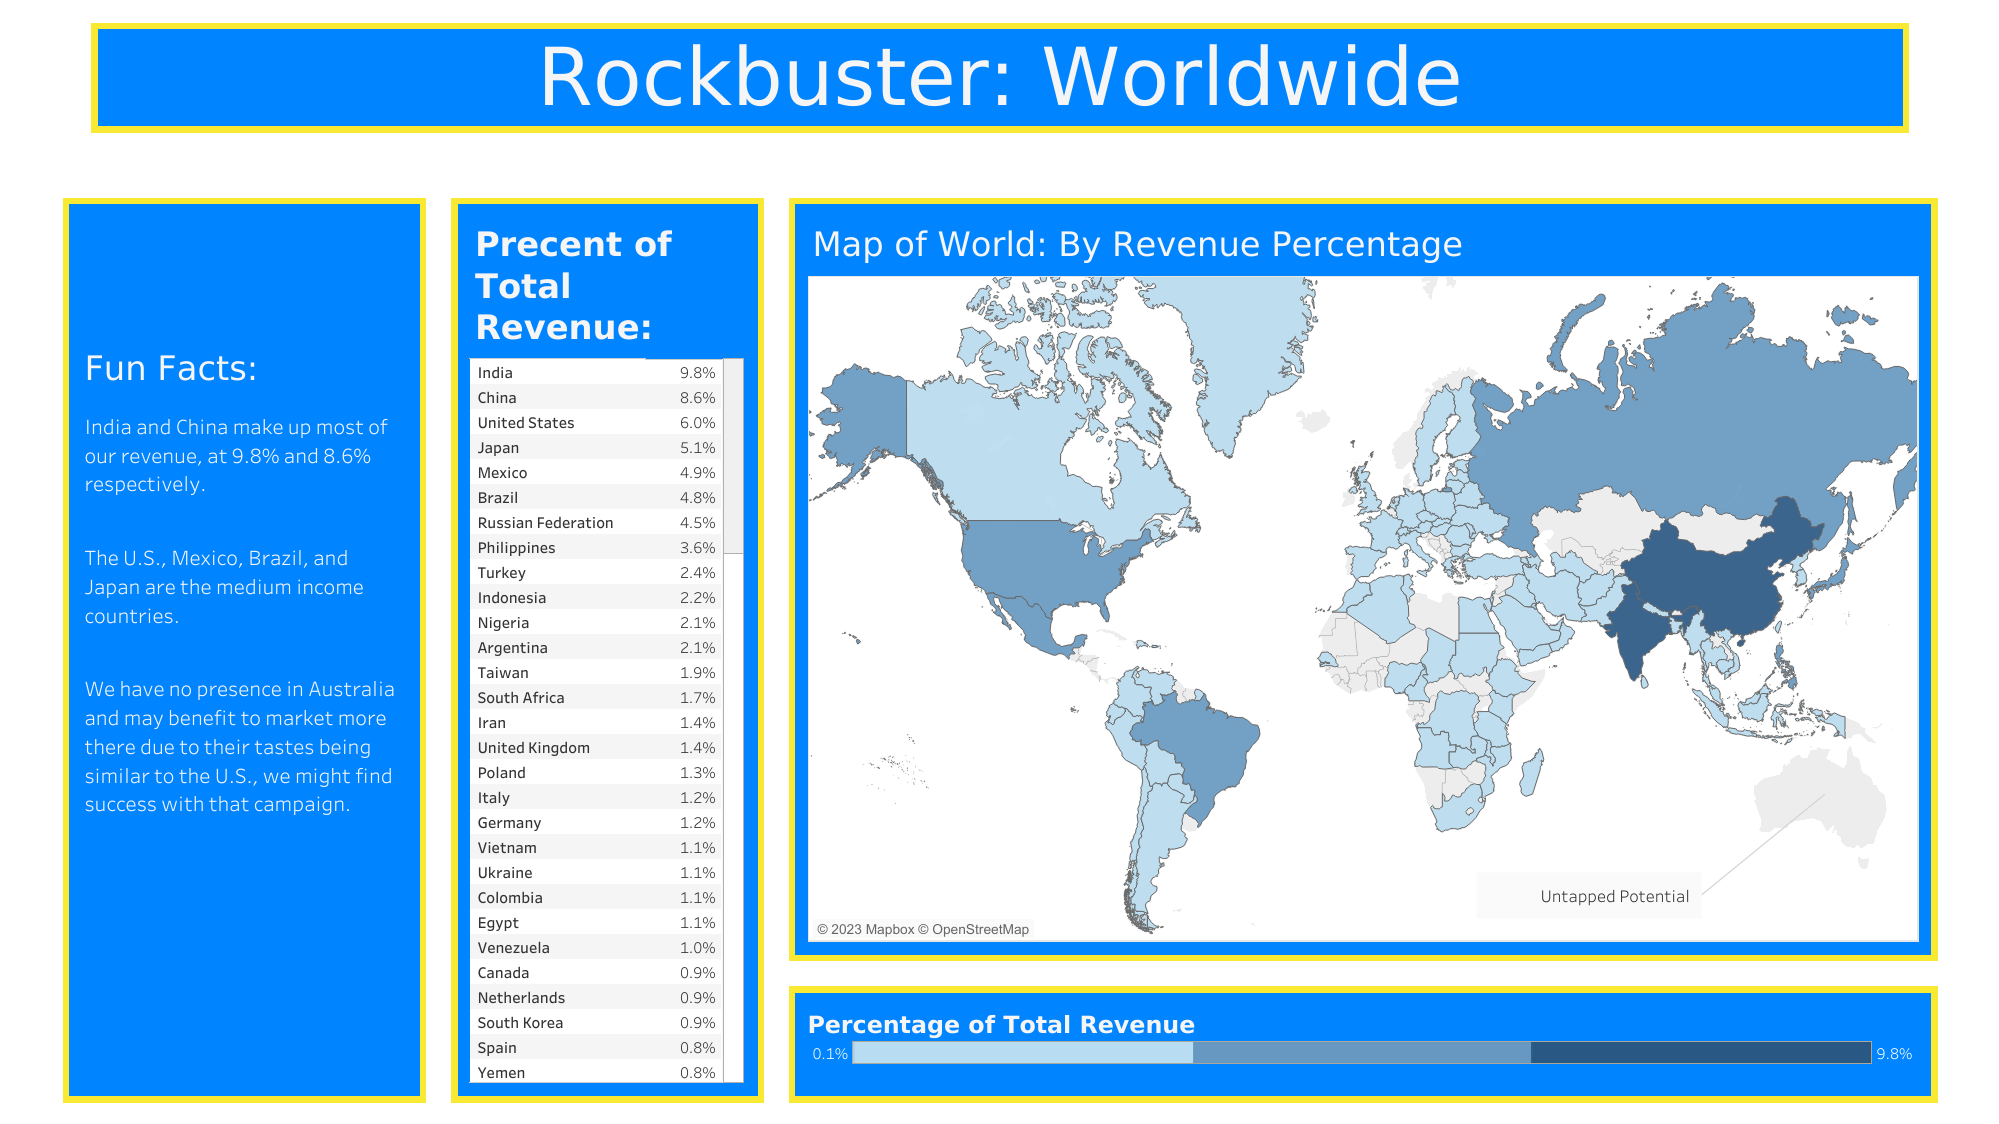 Rockbuster: Worldwide
Fun Facts:
India and China make up most of
our revenue, at 9.8% and 8.6%
respectively.
The U.S., Mexico, Brazil, and
Japan are the medium income
countries.
We have no presence in Australia
and may benefit to market more
there due to their tastes being
similar to the U.S., we might find
success with that campaign.
Precent of
Total
Revenue:
India 9.8%
China 8.6%
United States 6.0%
Japan 5.1%
Mexico 4.9%
Brazil 4.8%
Russian Federation 4.5%
Philippines 3.6%
Turkey 2.4%
Indonesia 2.2%
Nigeria 2.1%
Argentina 2.1%
Taiwan 1.9%
South Africa 1.7%
Iran 1.4%
United Kingdom 1.4%
Poland 1.3%
Italy 1.2%
Germany 1.2%
Vietnam 1.1%
Ukraine 1.1%
Colombia 1.1%
Egypt 1.1%
Venezuela 1.0%
Canada 0.9%
Netherlands 0.9%
South Korea 0.9%
Spain 0.8%
Yemen 0.8%
Map of World: By Revenue Percentage
Untapped Potential
© 2023 Mapbox © OpenStreetMap
Percentage of Total Revenue
0.1% 9.8%